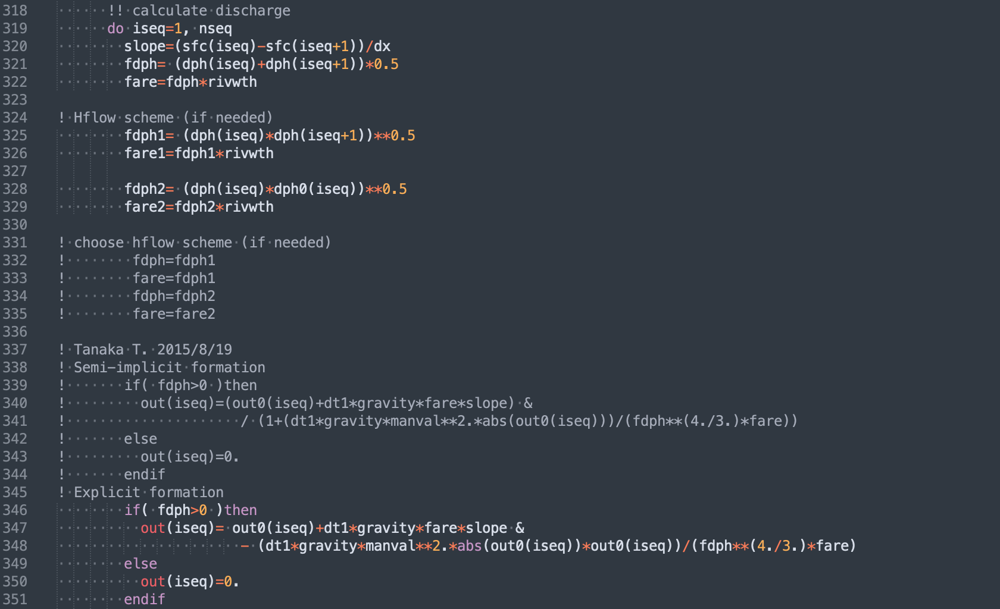 318 !! calculate discharge
319 do iseq=1, nseq
320 slope=(sfc(iseq)-sfc(iseq+1))/dx
321 fdph= (dph(iseq)+dph(iseq+1))*0.5
322 fare=fdph*rivwth
323
324 ! Hflow scheme (if needed)
325 fdph1= (dph(iseq)*dph(iseq+1))**0.5
326 fare1=fdph1*rivwth
327
328 fdph2= (dph(iseq)*dph0(iseq))**0.5
329 fare2=fdph2*rivwth
330
331 ! choose hflow scheme (if needed)
332 ! fdph=fdph1
333 ! fare=fdph1
334 ! fdph=fdph2
335 ! fare=fare2
336
337 ! Tanaka T. 2015/8/19
338 ! Semi-implicit formation
339 ! if( fdph>0 )then
340 ! out(iseq)=(out0(iseq)+dt1*gravity*fare*slope) &
341 ! / (1+(dt1*gravity*manval**2.*abs(out0(iseq)))/(fdph**(4./3.)*fare))
342 ! else
343 ! out(iseq)=0.
344 ! endif
345 ! Explicit formation
346 if( fdph>0 )then
347 out(iseq)= out0(iseq)+dt1*gravity*fare*slope &
348 - (dt1*gravity*manval**2.*abs(out0(iseq))*out0(iseq))/(fdph**(4./3.)*fare)
349 else
350 out(iseq)=0.
351 endif